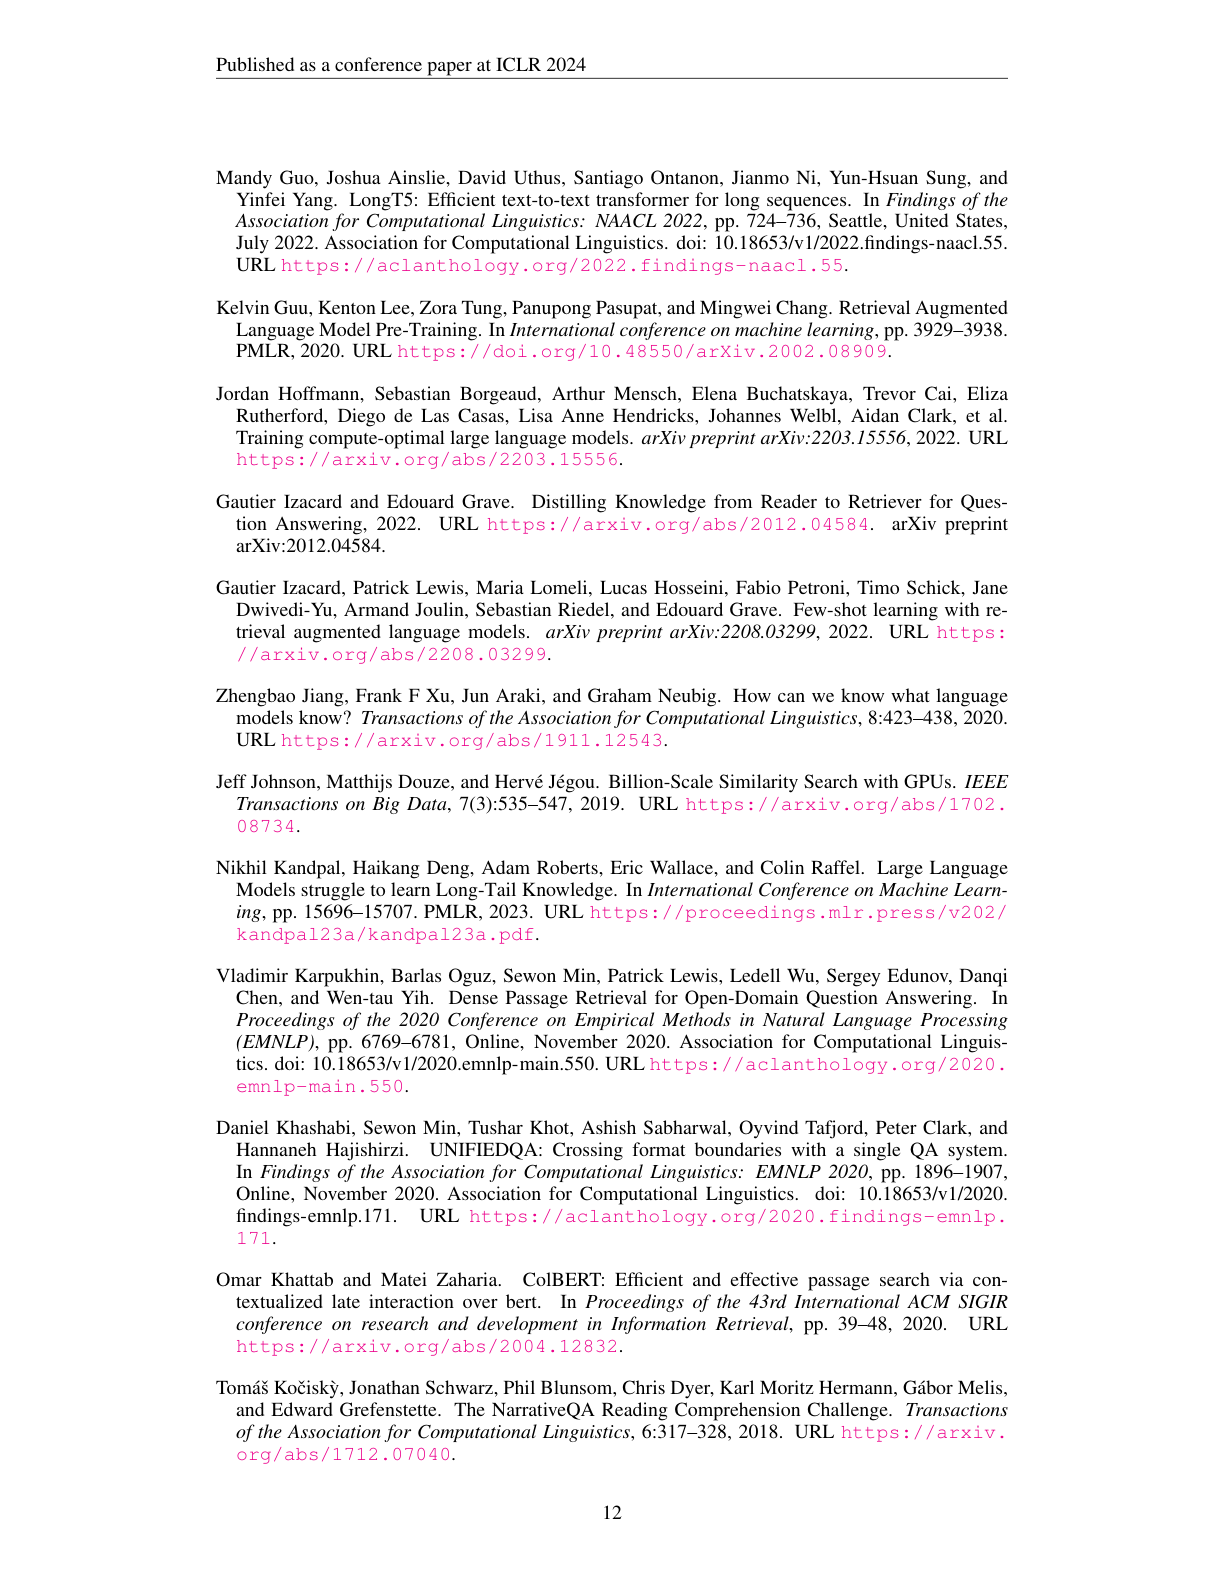 Published as a conference paper at ICLR 2024
Mandy Guo, Joshua Ainslie, David Uthus, Santiago Ontanon, Jianmo Ni, Yun-Hsuan Sung, and
Yinfei Yang. LongT5: Efficient text-to-text transformer for long sequences. In Findings of the
Association for Computational Linguistics: NAACL 2022, pp. 724–736, Seattle, United States,
July 2022. Association for Computational Linguistics. doi: 10.18653/v1/2022.findings-naacl.55.
URL https://aclanthology.org/2022.findings-naacl.55.
Kelvin Guu, Kenton Lee, Zora Tung, Panupong Pasupat, and Mingwei Chang. Retrieval Augmented
Language Model Pre-Training. In International conference on machine learning, pp. 3929–3938.
PMLR, 2020. URL https://doi.org/10.48550/arXiv.2002.08909.
Jordan Hoffmann, Sebastian Borgeaud, Arthur Mensch, Elena Buchatskaya, Trevor Cai, Eliza
Rutherford, Diego de Las Casas, Lisa Anne Hendricks, Johannes Welbl, Aidan Clark, et al.
Training compute-optimal large language models. arXiv preprint arXiv:2203.15556, 2022. URL
https://arxiv.org/abs/2203.15556.
Gautier Izacard and Edouard Grave. Distilling Knowledge from Reader to Retriever for Ques-
tion Answering, 2022. URL https://arxiv.org/abs/2012.04584. arXiv preprint
arXiv:2012.04584.
Gautier Izacard, Patrick Lewis, Maria Lomeli, Lucas Hosseini, Fabio Petroni, Timo Schick, Jane
Dwivedi-Yu, Armand Joulin, Sebastian Riedel, and Edouard Grave. Few-shot learning with re-
trieval augmented language models. arXiv preprint arXiv:2208.03299, 2022. URL https:
//arxiv.org/abs/2208.03299.
Zhengbao Jiang, Frank F Xu, Jun Araki, and Graham Neubig. How can we know what language
models know? Transactions of the Association for Computational Linguistics, 8:423–438, 2020.
URL https://arxiv.org/abs/1911.12543.
Jeff Johnson, Matthijs Douze, and Hervé Jégou. Billion-Scale Similarity Search with GPUs. IEEE
Transactions on Big Data, 7(3):535–547, 2019. URL https://arxiv.org/abs/1702.
08734.
Nikhil Kandpal, Haikang Deng, Adam Roberts, Eric Wallace, and Colin Raffel. Large Language
Models struggle to learn Long-Tail Knowledge. In International Conference on Machine Learn-
ing, pp. 15696–15707. PMLR, 2023. URL https://proceedings.mlr.press/v202/
kandpal23a/kandpal23a.pdf.
Vladimir Karpukhin, Barlas Oguz, Sewon Min, Patrick Lewis, Ledell Wu, Sergey Edunov, Danqi
Chen, and Wen-tau Yih. Dense Passage Retrieval for Open-Domain Question Answering. In
Proceedings of the 2020 Conference on Empirical Methods in Natural Language Processing
(EMNLP), pp. 6769–6781, Online, November 2020. Association for Computational Linguis-
tics. doi: 10.18653/v1/2020.emnlp-main.550. URL https://aclanthology.org/2020.
emnlp-main.550.
Daniel Khashabi, Sewon Min, Tushar Khot, Ashish Sabharwal, Oyvind Tafjord, Peter Clark, and
Hannaneh Hajishirzi. UNIFIEDQA: Crossing format boundaries with a single QA system.
In Findings of the Association for Computational Linguistics: EMNLP 2020, pp. 1896–1907,
Online, November 2020. Association for Computational Linguistics. doi: 10.18653/v1/2020.
findings-emnlp.171. URL https://aclanthology.org/2020.findings-emnlp.
171.
Omar Khattab and Matei Zaharia. ColBERT: Efficient and effective passage search via con-
textualized late interaction over bert. In Proceedings of the 43rd International ACM SIGIR
conference on research and development in Information Retrieval, pp. 39–48, 2020. URL
https://arxiv.org/abs/2004.12832.
Tomáš Kočiskỳ, Jonathan Schwarz, Phil Blunsom, Chris Dyer, Karl Moritz Hermann, Gábor Melis,
and Edward Grefenstette. The NarrativeQA Reading Comprehension Challenge. Transactions
of the Association for Computational Linguistics, 6:317–328, 2018. URL https://arxiv.
org/abs/1712.07040.
12